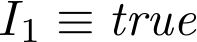 I₁ ≡ true